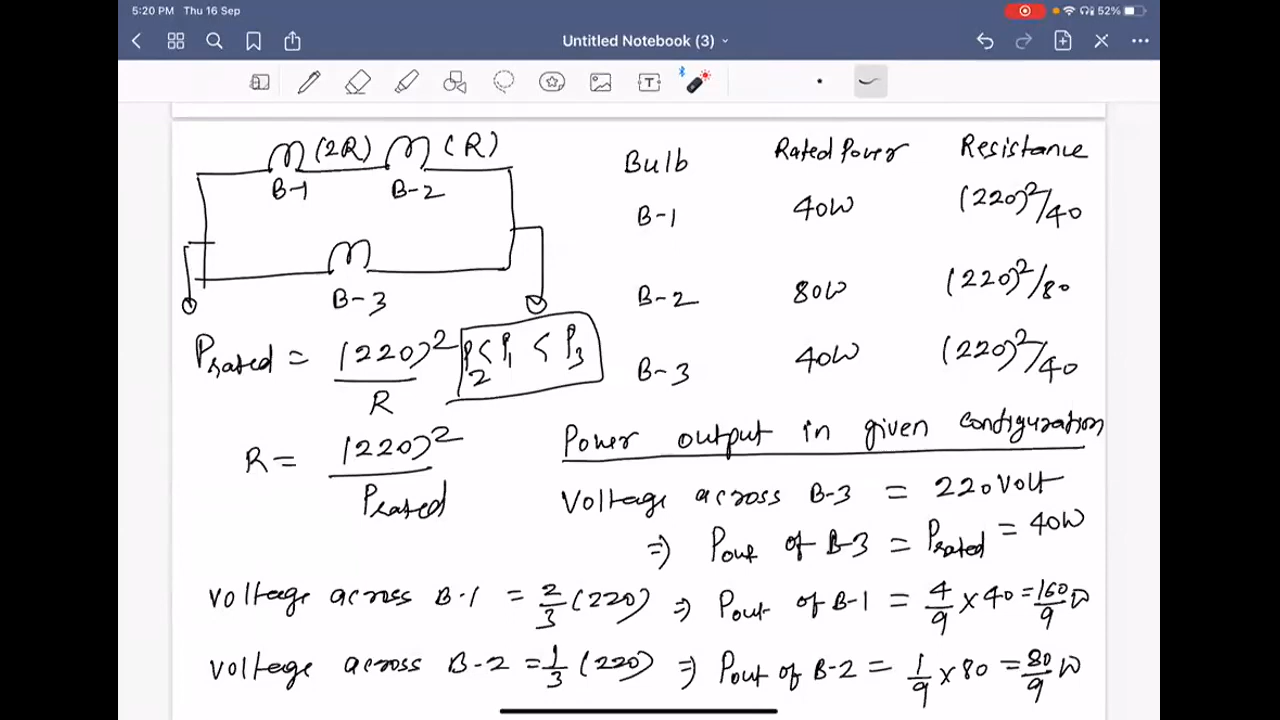 5:20 PM Thu 16 Sep
52%
Untitled Notebook (3)
(2R) (R)
B-1 B-2
B-3
Bulb Rated Power Resistance
B-1 40W (220)²/40
B-2 80W (220)²/80
B-3 40W (220)²/40
Prated = (220)²/R
P2 < P1 < P3
R = (220)²/Prated
Power output in given configuration
Voltage across B-3 = 220 Volt
⇒ Pout of B-3 = Prated = 40W
Voltage across B-1 = 2/3 (220) ⇒ Pout of B-1 = 4/9 × 40 = 160/9 W
Voltage across B-2 = 1/3 (220) ⇒ Pout of B-2 = 1/9 × 80 = 80/9 W